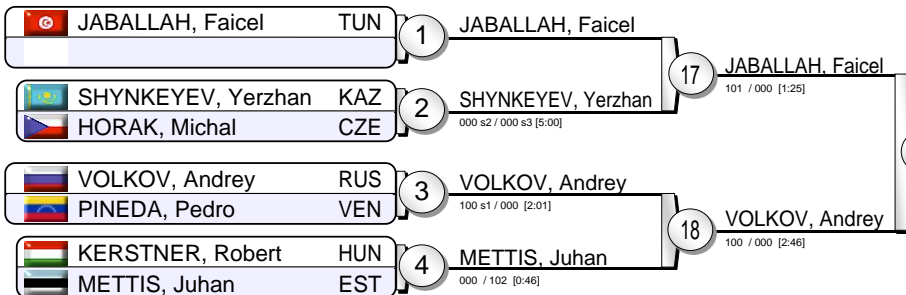 JABALLAH, Faicel TUN
1
JABALLAH, Faicel
17
JABALLAH, Faicel
101 / 000 [1:25]
SHYNKEYEV, Yerzhan KAZ
HORAK, Michal CZE
2
SHYNKEYEV, Yerzhan
000 s2 / 000 s3 [5:00]
VOLKOV, Andrey RUS
PINEDA, Pedro VEN
3
VOLKOV, Andrey
100 s1 / 000 [2:01]
18
VOLKOV, Andrey
100 / 000 [2:46]
KERSTNER, Robert HUN
METTIS, Juhan EST
4
METTIS, Juhan
000 / 102 [0:46]